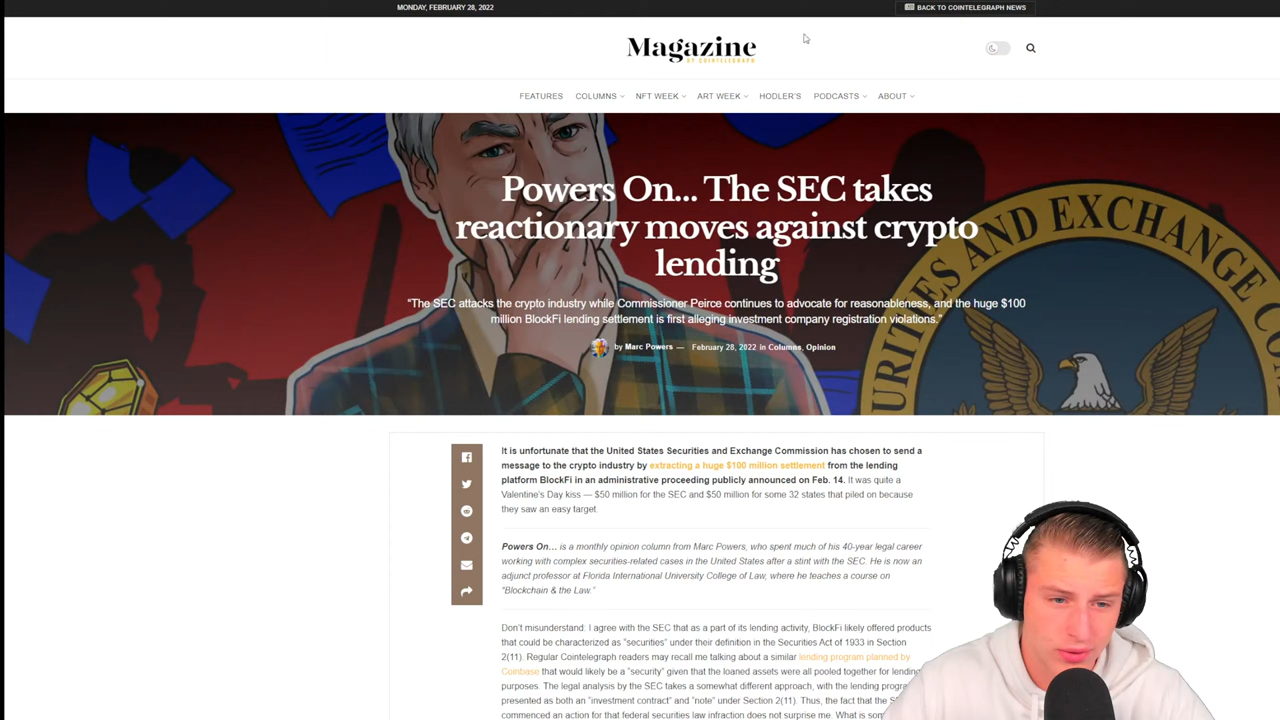 MONDAY, FEBRUARY 28, 2022
BACK TO COINTELEGRAPH NEWS
Magazine
BY COINTELEGRAPH
FEATURES COLUMNS NFT WEEK ART WEEK HODLER'S PODCASTS ABOUT
Powers On... The SEC takes
reactionary moves against crypto
lending
“The SEC attacks the crypto industry while Commissioner Peirce continues to advocate for reasonableness, and the huge $100
million BlockFi lending settlement is first alleging investment company registration violations.”
by Marc Powers — February 28, 2022 in Columns, Opinion
AND EXCHANGE
It is unfortunate that the United States Securities and Exchange Commission has chosen to send a
message to the crypto industry by extracting a huge $100 million settlement from the lending
platform BlockFi in an administrative proceeding publicly announced on Feb. 14. It was quite a
Valentine's Day kiss — $50 million for the SEC and $50 million for some 32 states that piled on because
they saw an easy target.
Powers On... is a monthly opinion column from Marc Powers, who spent much of his 40-year legal career
working with complex securities-related cases in the United States after a stint with the SEC. He is now an
adjunct professor at Florida International University College of Law, where he teaches a course on
“Blockchain & the Law.”
Don't misunderstand: I agree with the SEC that as a part of its lending activity, BlockFi likely offered products
that could be characterized as “securities” under their definition in the Securities Act of 1933 in Section
2(11). Regular Cointelegraph readers may recall me talking about a similar lending program planned by
Coinbase that would likely be a “security” given that the loaned assets were all pooled together for lending
purposes. The legal analysis by the SEC takes a somewhat different approach, with the lending
presented as both an “investment contract” and “note” under Section 2(11). Thus, the fact that the
commenced an action for that federal securities law infraction does not surprise me. What is